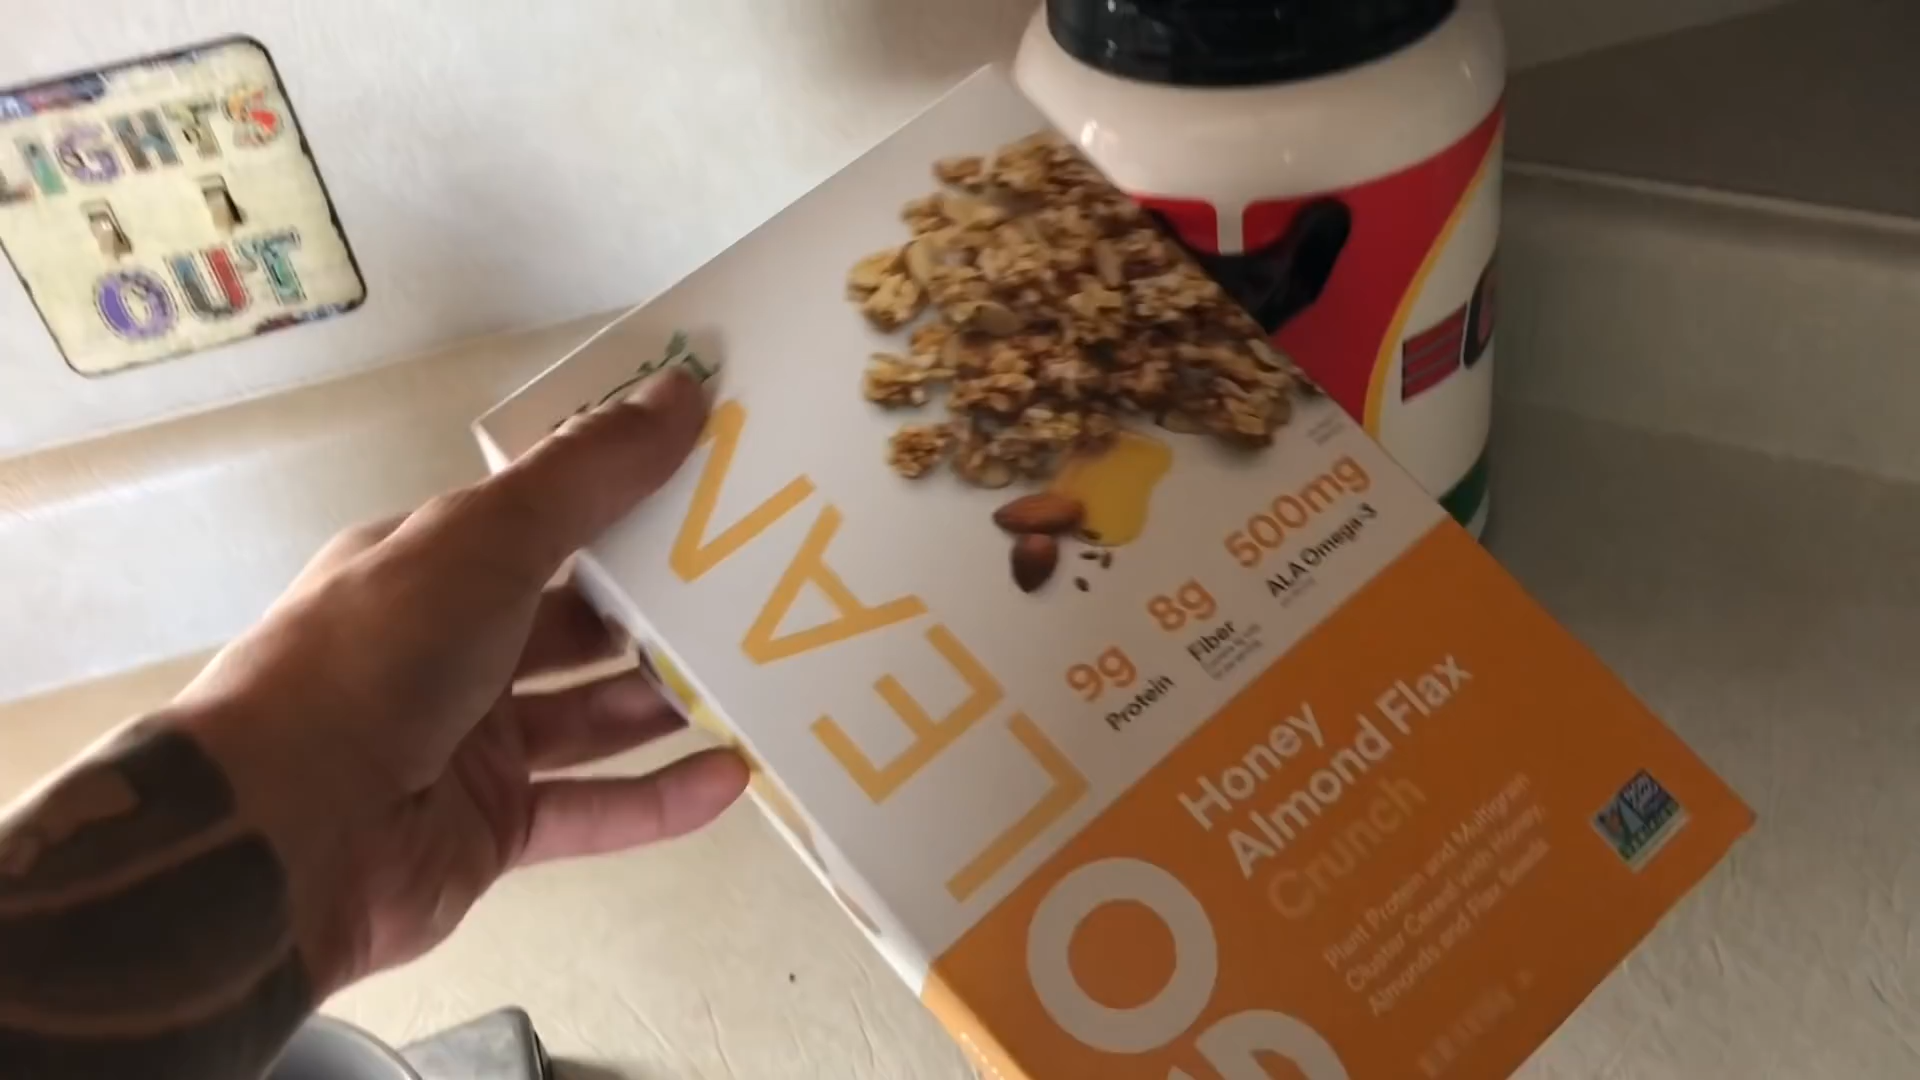 LIGHTS
OUT
LEAN
9g
Protein
8g
Fiber
500mg
ALA Omega-3
Honey
Almond Flax
Crunch
Plant Protein and Multigrain
Cluster Cereal with Honey,
Almonds and Flax Seeds